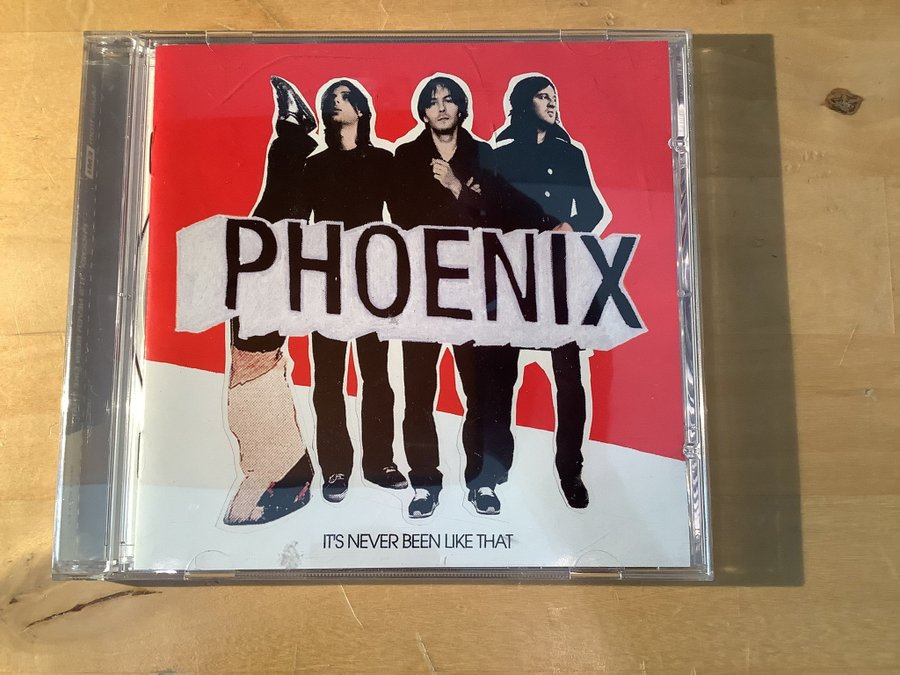 PHOENIX
IT'S NEVER BEEN LIKE THAT